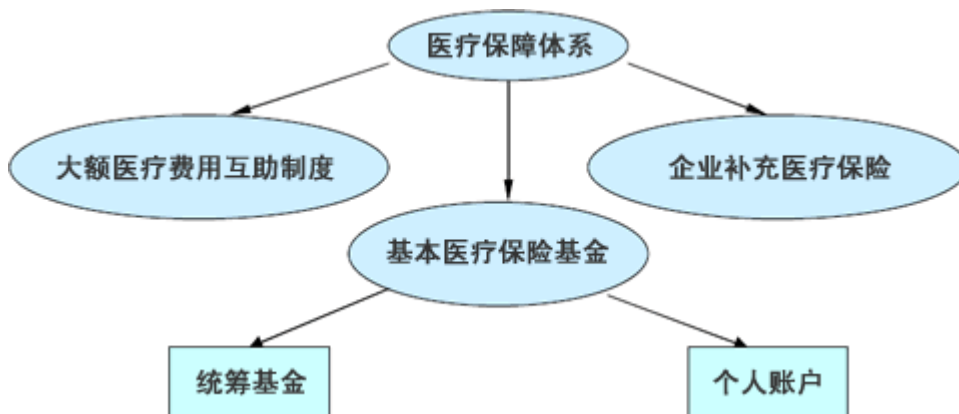 医疗保障体系
大额医疗费用互助制度
企业补充医疗保险
基本医疗保险基金
统筹基金
个人账户